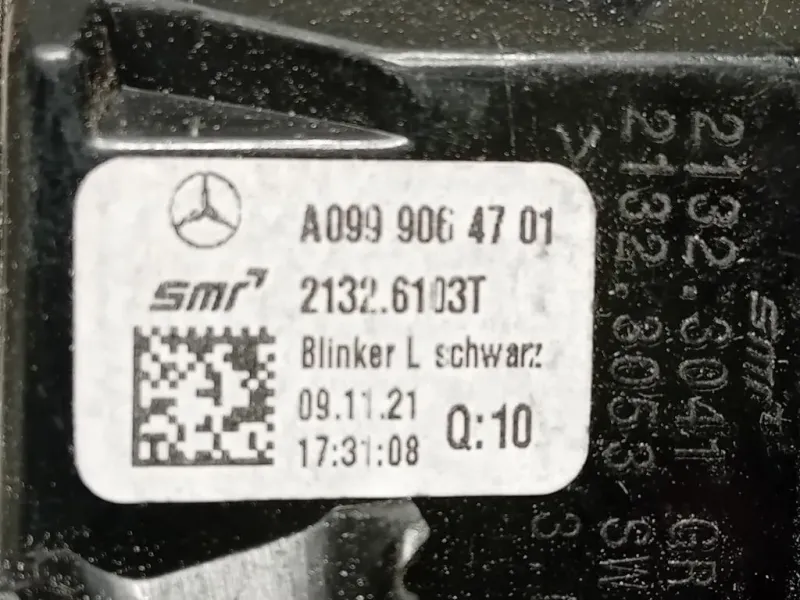 A099 906 47 01
smr 2132.6103T
Blinker L schwarz
09.11.21
17:31:08 Q:10
2132.3041 GR
2132.3053-SW
smr